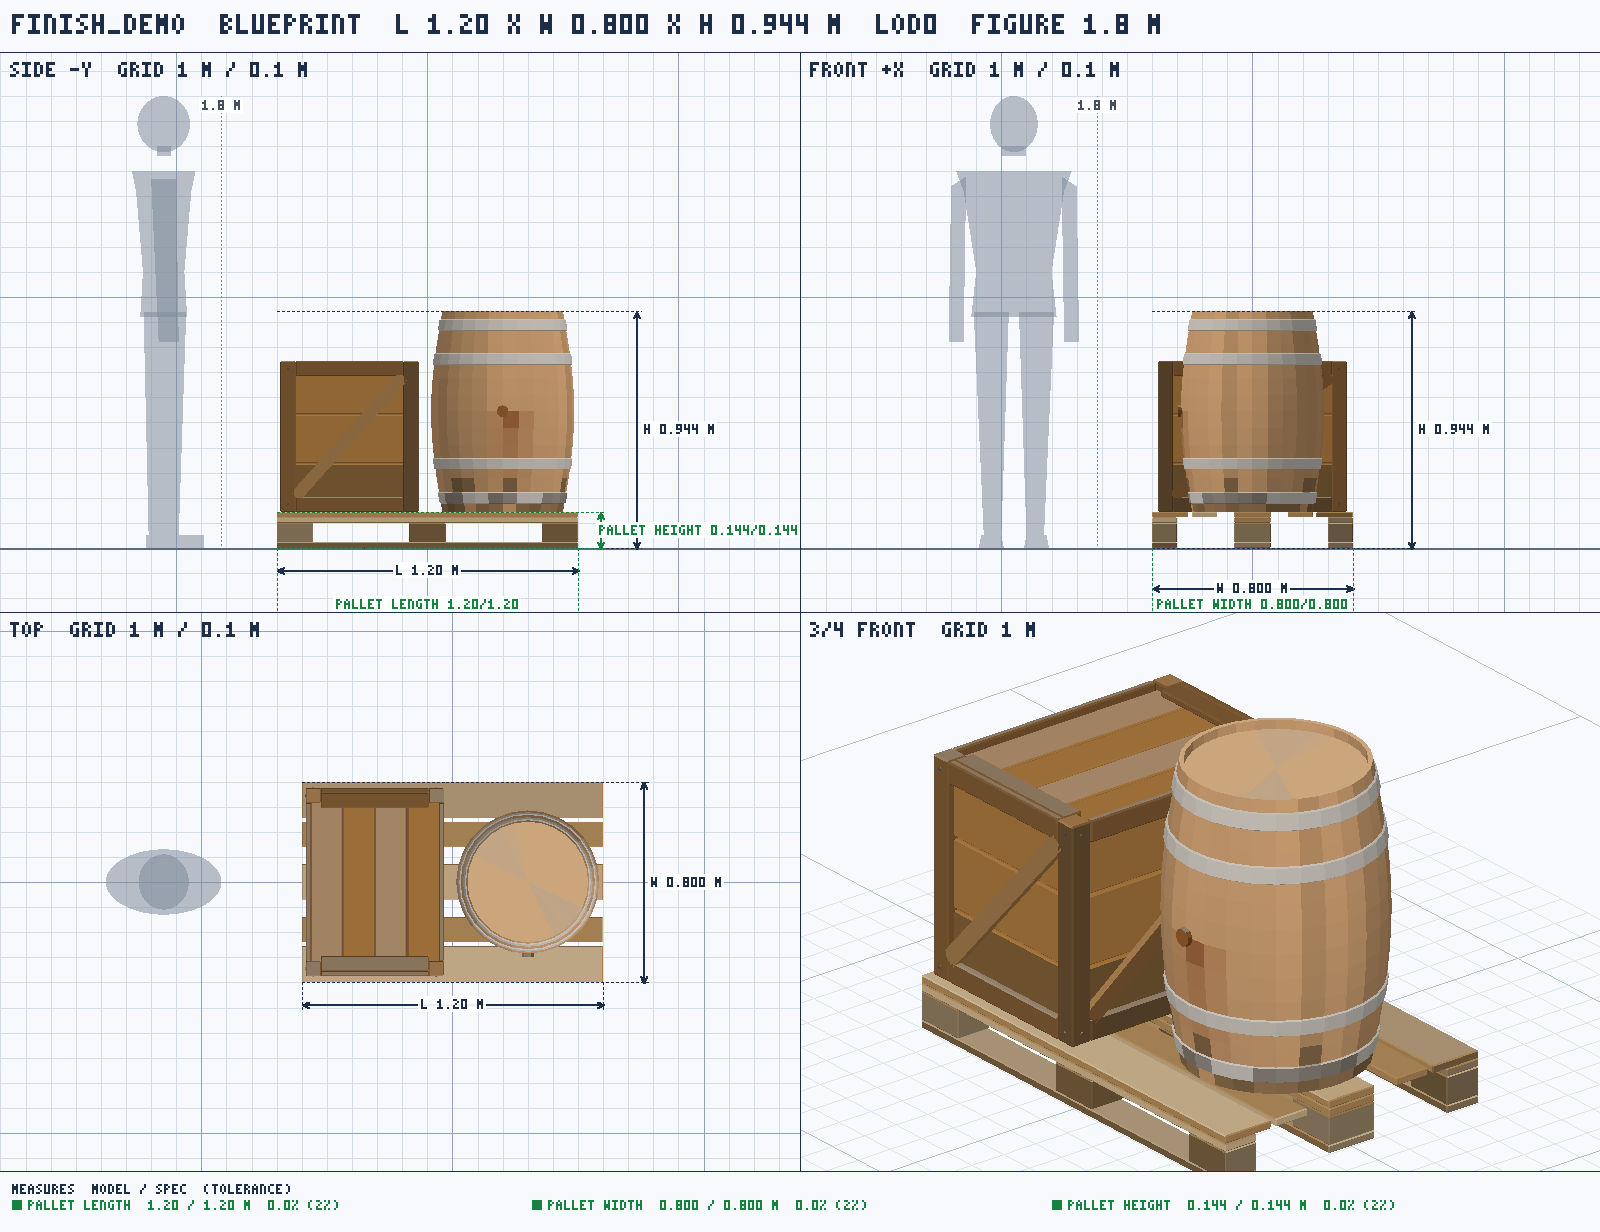 FINISH_DEMO  BLUEPRINT  L 1.20 X W 0.800 X H 0.944 M  LOD0  FIGURE 1.8 M
SIDE -Y  GRID 1 M / 0.1 M
1.8 M
H 0.944 M
PALLET HEIGHT 0.144/0.144
L 1.20 M
PALLET LENGTH 1.20/1.20
FRONT +X  GRID 1 M / 0.1 M
1.8 M
H 0.944 M
W 0.800 M
PALLET WIDTH 0.800/0.800
TOP  GRID 1 M / 0.1 M
W 0.800 M
L 1.20 M
3/4 FRONT  GRID 1 M
MEASURES  MODEL / SPEC  (TOLERANCE)
PALLET LENGTH  1.20 / 1.20 M  0.0% (2%)
PALLET WIDTH  0.800 / 0.800 M  0.0% (2%)
PALLET HEIGHT  0.144 / 0.144 M  0.0% (2%)